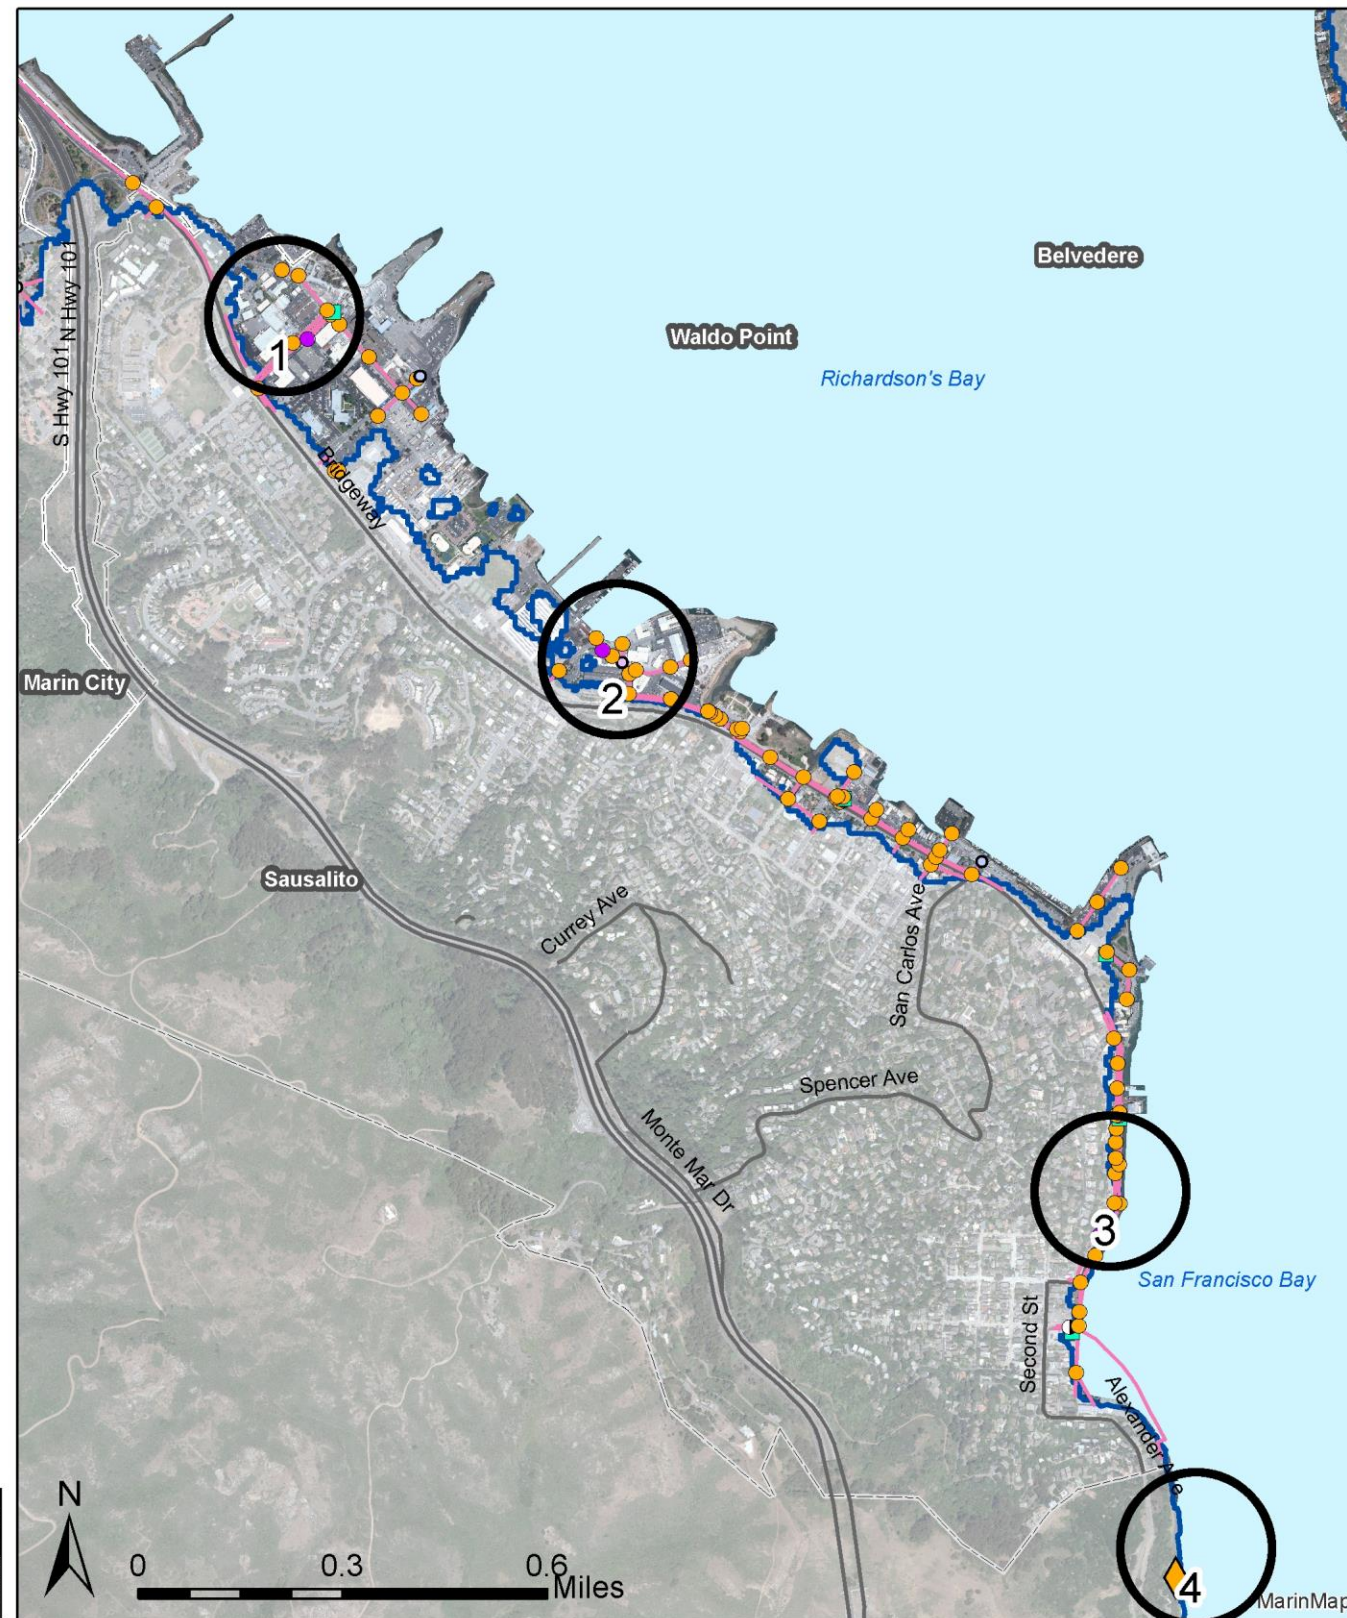 Belvedere
Waldo Point
Richardson's Bay
S Hwy 101
N Hwy 101
1
Bridgeway
2
Marin City
Sausalito
Currey Ave
San Carlos Ave
Spencer Ave
Monte Mar Dr
3
San Francisco Bay
Second St
Alexander Ave
N
0 0.3 0.6
Miles
4
MarinMap